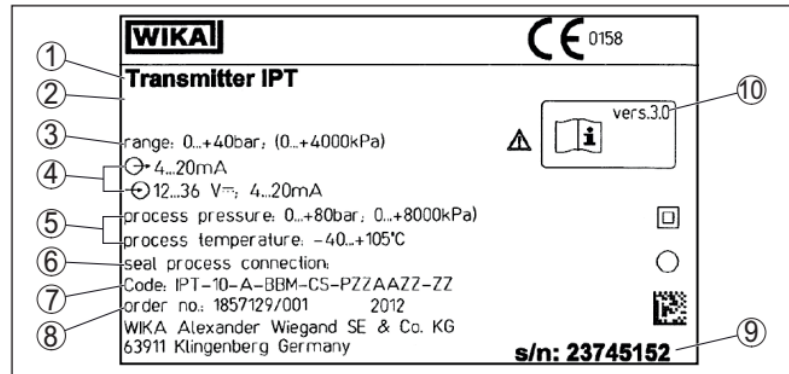 WIKA CE 0158
① Transmitter IPT
②
vers.3.0 ⑩
③ range: 0...+40bar; (0...+4000kPa)
④ 4...20mA
12...36 V⎓; 4...20mA
⑤ process pressure: 0...+80bar; 0...+8000kPa)
process temperature: -40...+105°C
⑥ seal process connection:
⑦ Code: IPT-10-A-BBM-CS-PZZAAZZ-ZZ
⑧ order no.: 1857129/001 2012
WIKA Alexander Wiegand SE & Co. KG
63911 Klingenberg Germany
s/n: 23745152 ⑨